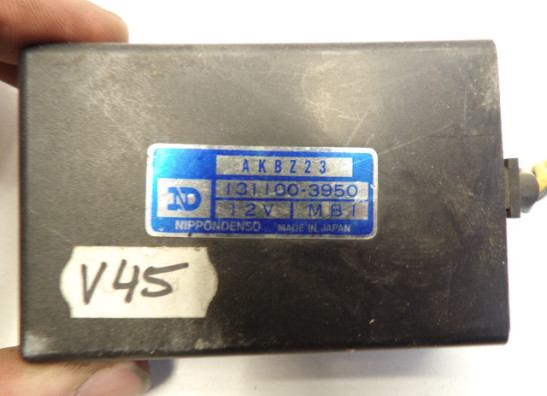 AKBZ23
ND
131100-3950
12V MB1
NIPPONDENSO MADE IN JAPAN
V45